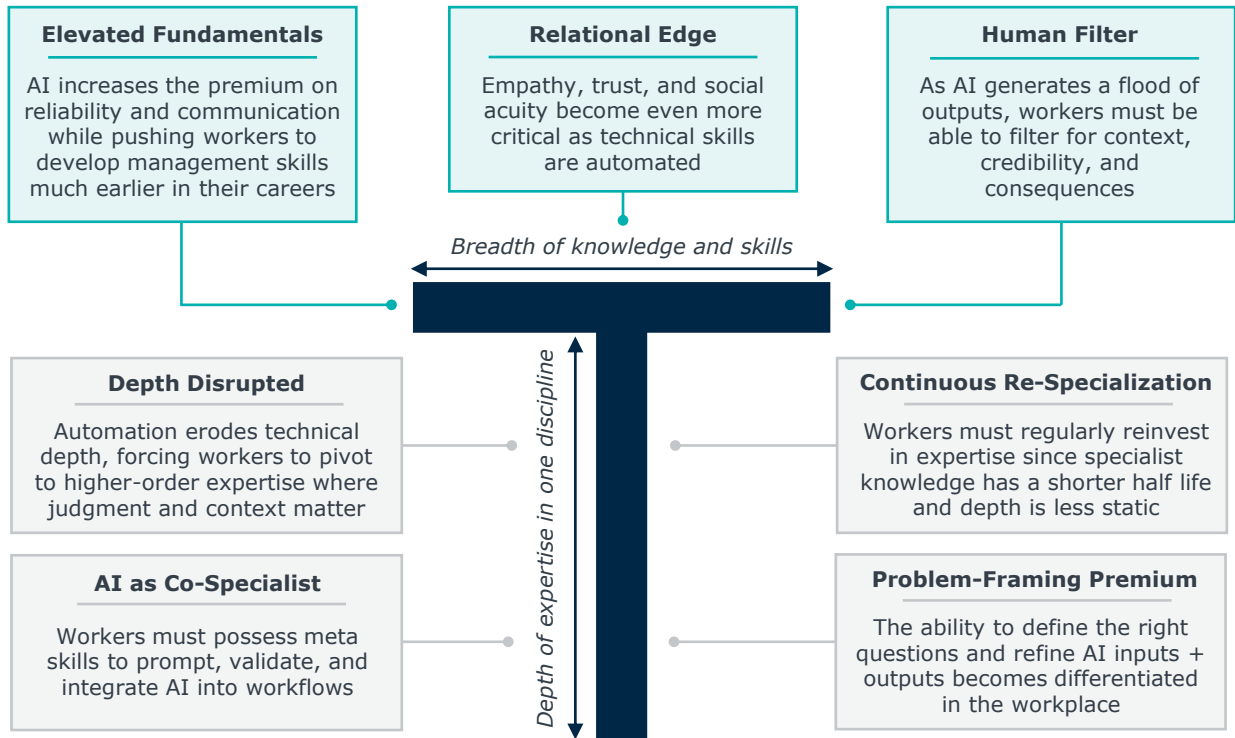 Elevated Fundamentals
AI increases the premium on
reliability and communication
while pushing workers to
develop management skills
much earlier in their careers
Relational Edge
Empathy, trust, and social
acuity become even more
critical as technical skills
are automated
Human Filter
As AI generates a flood of
outputs, workers must be
able to filter for context,
credibility, and
consequences
Breadth of knowledge and skills
Depth of expertise in one discipline
Depth Disrupted
Automation erodes technical
depth, forcing workers to pivot
to higher-order expertise where
judgment and context matter
Continuous Re-Specialization
Workers must regularly reinvest
in expertise since specialist
knowledge has a shorter half life
and depth is less static
AI as Co-Specialist
Workers must possess meta
skills to prompt, validate, and
integrate AI into workflows
Problem-Framing Premium
The ability to define the right
questions and refine AI inputs +
outputs becomes differentiated
in the workplace